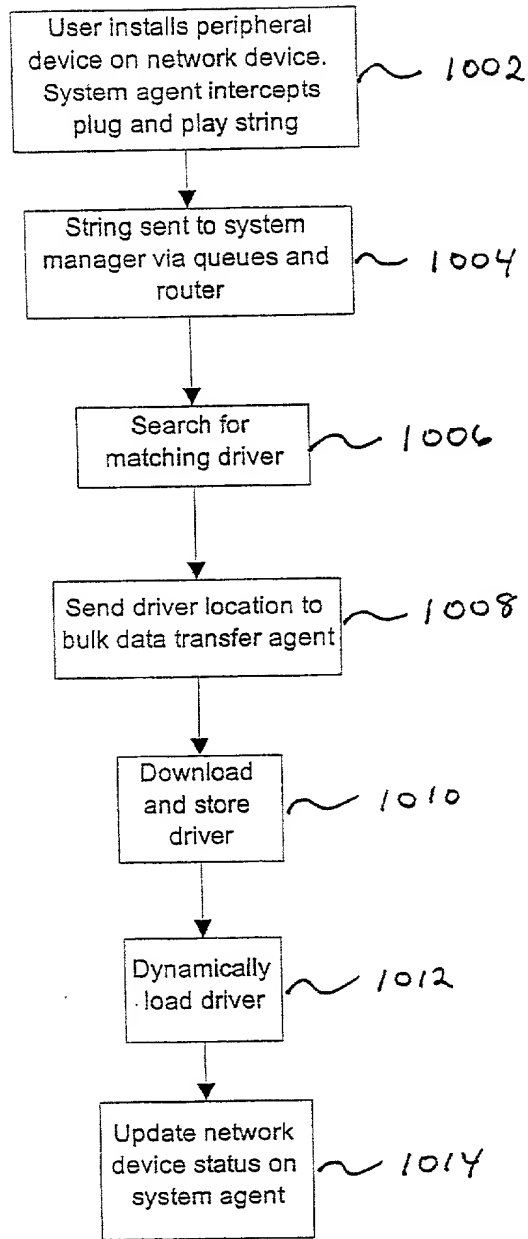 User installs peripheral
device on network device.
System agent intercepts
plug and play string
1002
String sent to system
manager via queues and
router
1004
Search for
matching driver
1006
Send driver location to
bulk data transfer agent
1008
Download
and store
driver
1010
Dynamically
load driver
1012
Update network
device status on
system agent
1014